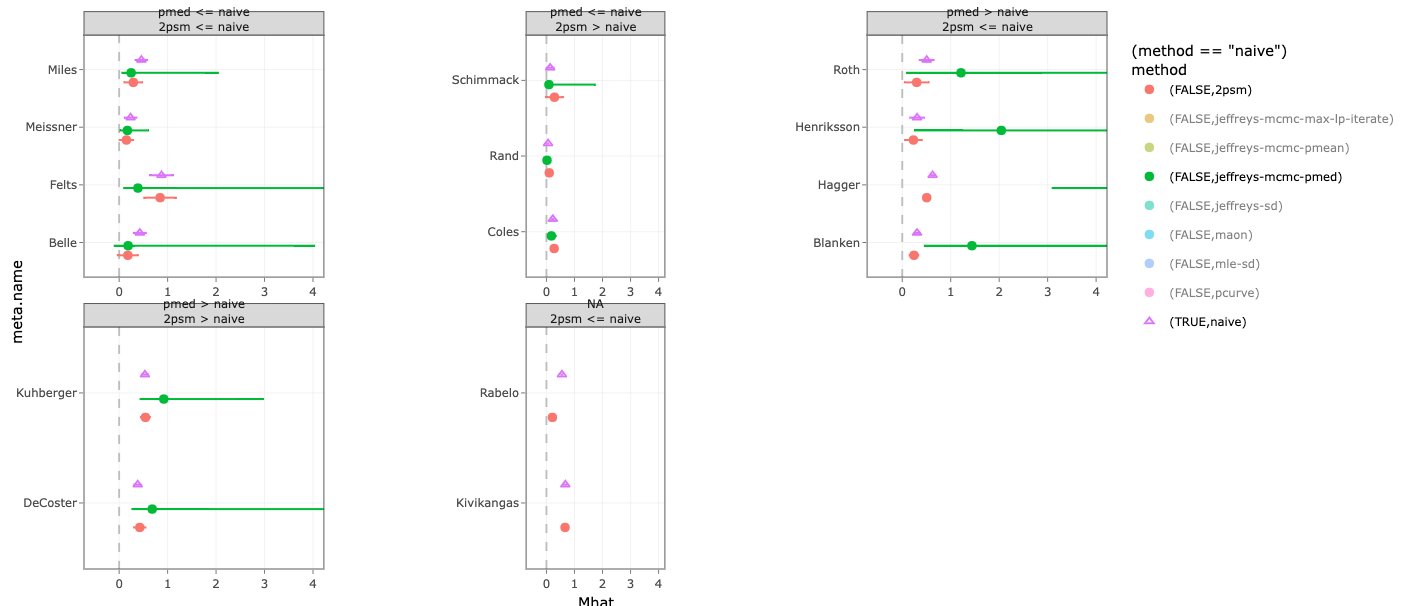 pmed <= naive
2psm <= naive
Miles
Meissner
Felts
Belle
0 1 2 3 4
pmed <= naive
2psm > naive
Schimmack
Rand
Coles
0 1 2 3 4
pmed > naive
2psm <= naive
Roth
Henriksson
Hagger
Blanken
0 1 2 3 4
pmed > naive
2psm > naive
Kuhberger
DeCoster
0 1 2 3 4
NA
2psm <= naive
Rabelo
Kivikangas
0 1 2 3 4
meta.name
Mhat
(method == "naive")
method
(FALSE,2psm)
(FALSE,jeffreys-mcmc-max-lp-iterate)
(FALSE,jeffreys-mcmc-pmean)
(FALSE,jeffreys-mcmc-pmed)
(FALSE,jeffreys-sd)
(FALSE,maon)
(FALSE,mle-sd)
(FALSE,pcurve)
(TRUE,naive)